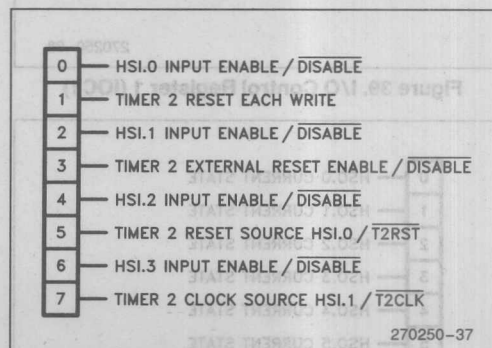 0 HSI.0 INPUT ENABLE / DISABLE
1 TIMER 2 RESET EACH WRITE
2 HSI.1 INPUT ENABLE / DISABLE
3 TIMER 2 EXTERNAL RESET ENABLE / DISABLE
4 HSI.2 INPUT ENABLE / DISABLE
5 TIMER 2 RESET SOURCE HSI.0 / T2RST
6 HSI.3 INPUT ENABLE / DISABLE
7 TIMER 2 CLOCK SOURCE HSI.1 / T2CLK
270250-37